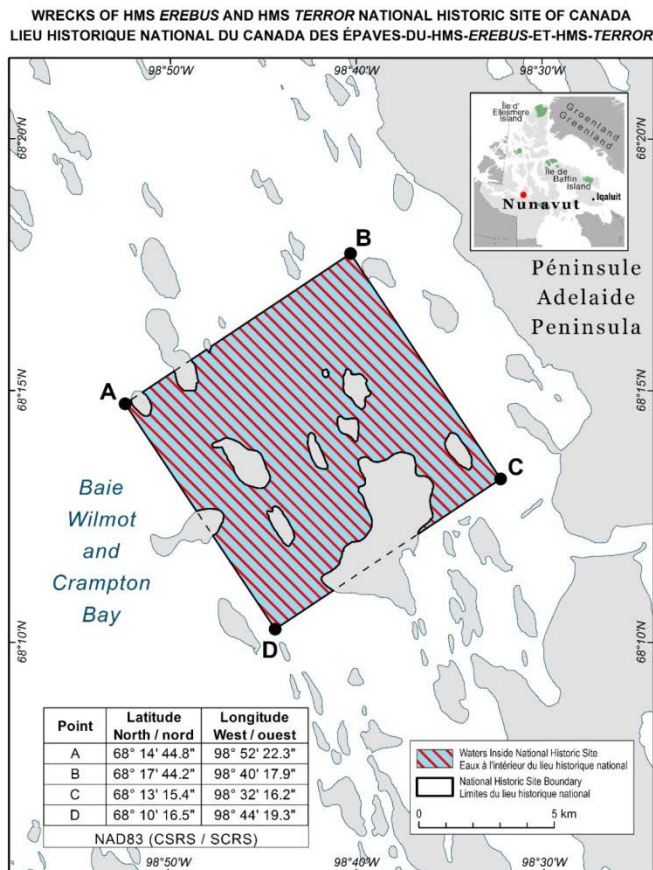 WRECKS OF HMS EREBUS AND HMS TERROR NATIONAL HISTORIC SITE OF CANADA
LIEU HISTORIQUE NATIONAL DU CANADA DES ÉPAVES-DU-HMS-EREBUS-ET-HMS-TERROR
98°50'W 98°40'W 98°30'W
68°20'N
68°20'N
Île d'
Ellesmere
Island
Groenland
Greenland
Île de
Baffin
Island
Iqaluit
Nunavut
B
Péninsule
Adelaide
Peninsula
68°15'N
68°15'N
A
C
Baie
Wilmot
and
Crampton
Bay
68°10'N
68°10'N
D
Point Latitude North / nord Longitude West / ouest
A 68° 14' 44.8" 98° 52' 22.3"
B 68° 17' 44.2" 98° 40' 17.9"
C 68° 13' 15.4" 98° 32' 16.2"
D 68° 10' 16.5" 98° 44' 19.3"
NAD83 (CSRS / SCRS)
Waters Inside National Historic Site
Eaux à l'intérieur du lieu historique national
National Historic Site Boundary
Limites du lieu historique national
0 5 km
98°50'W 98°40'W 98°30'W